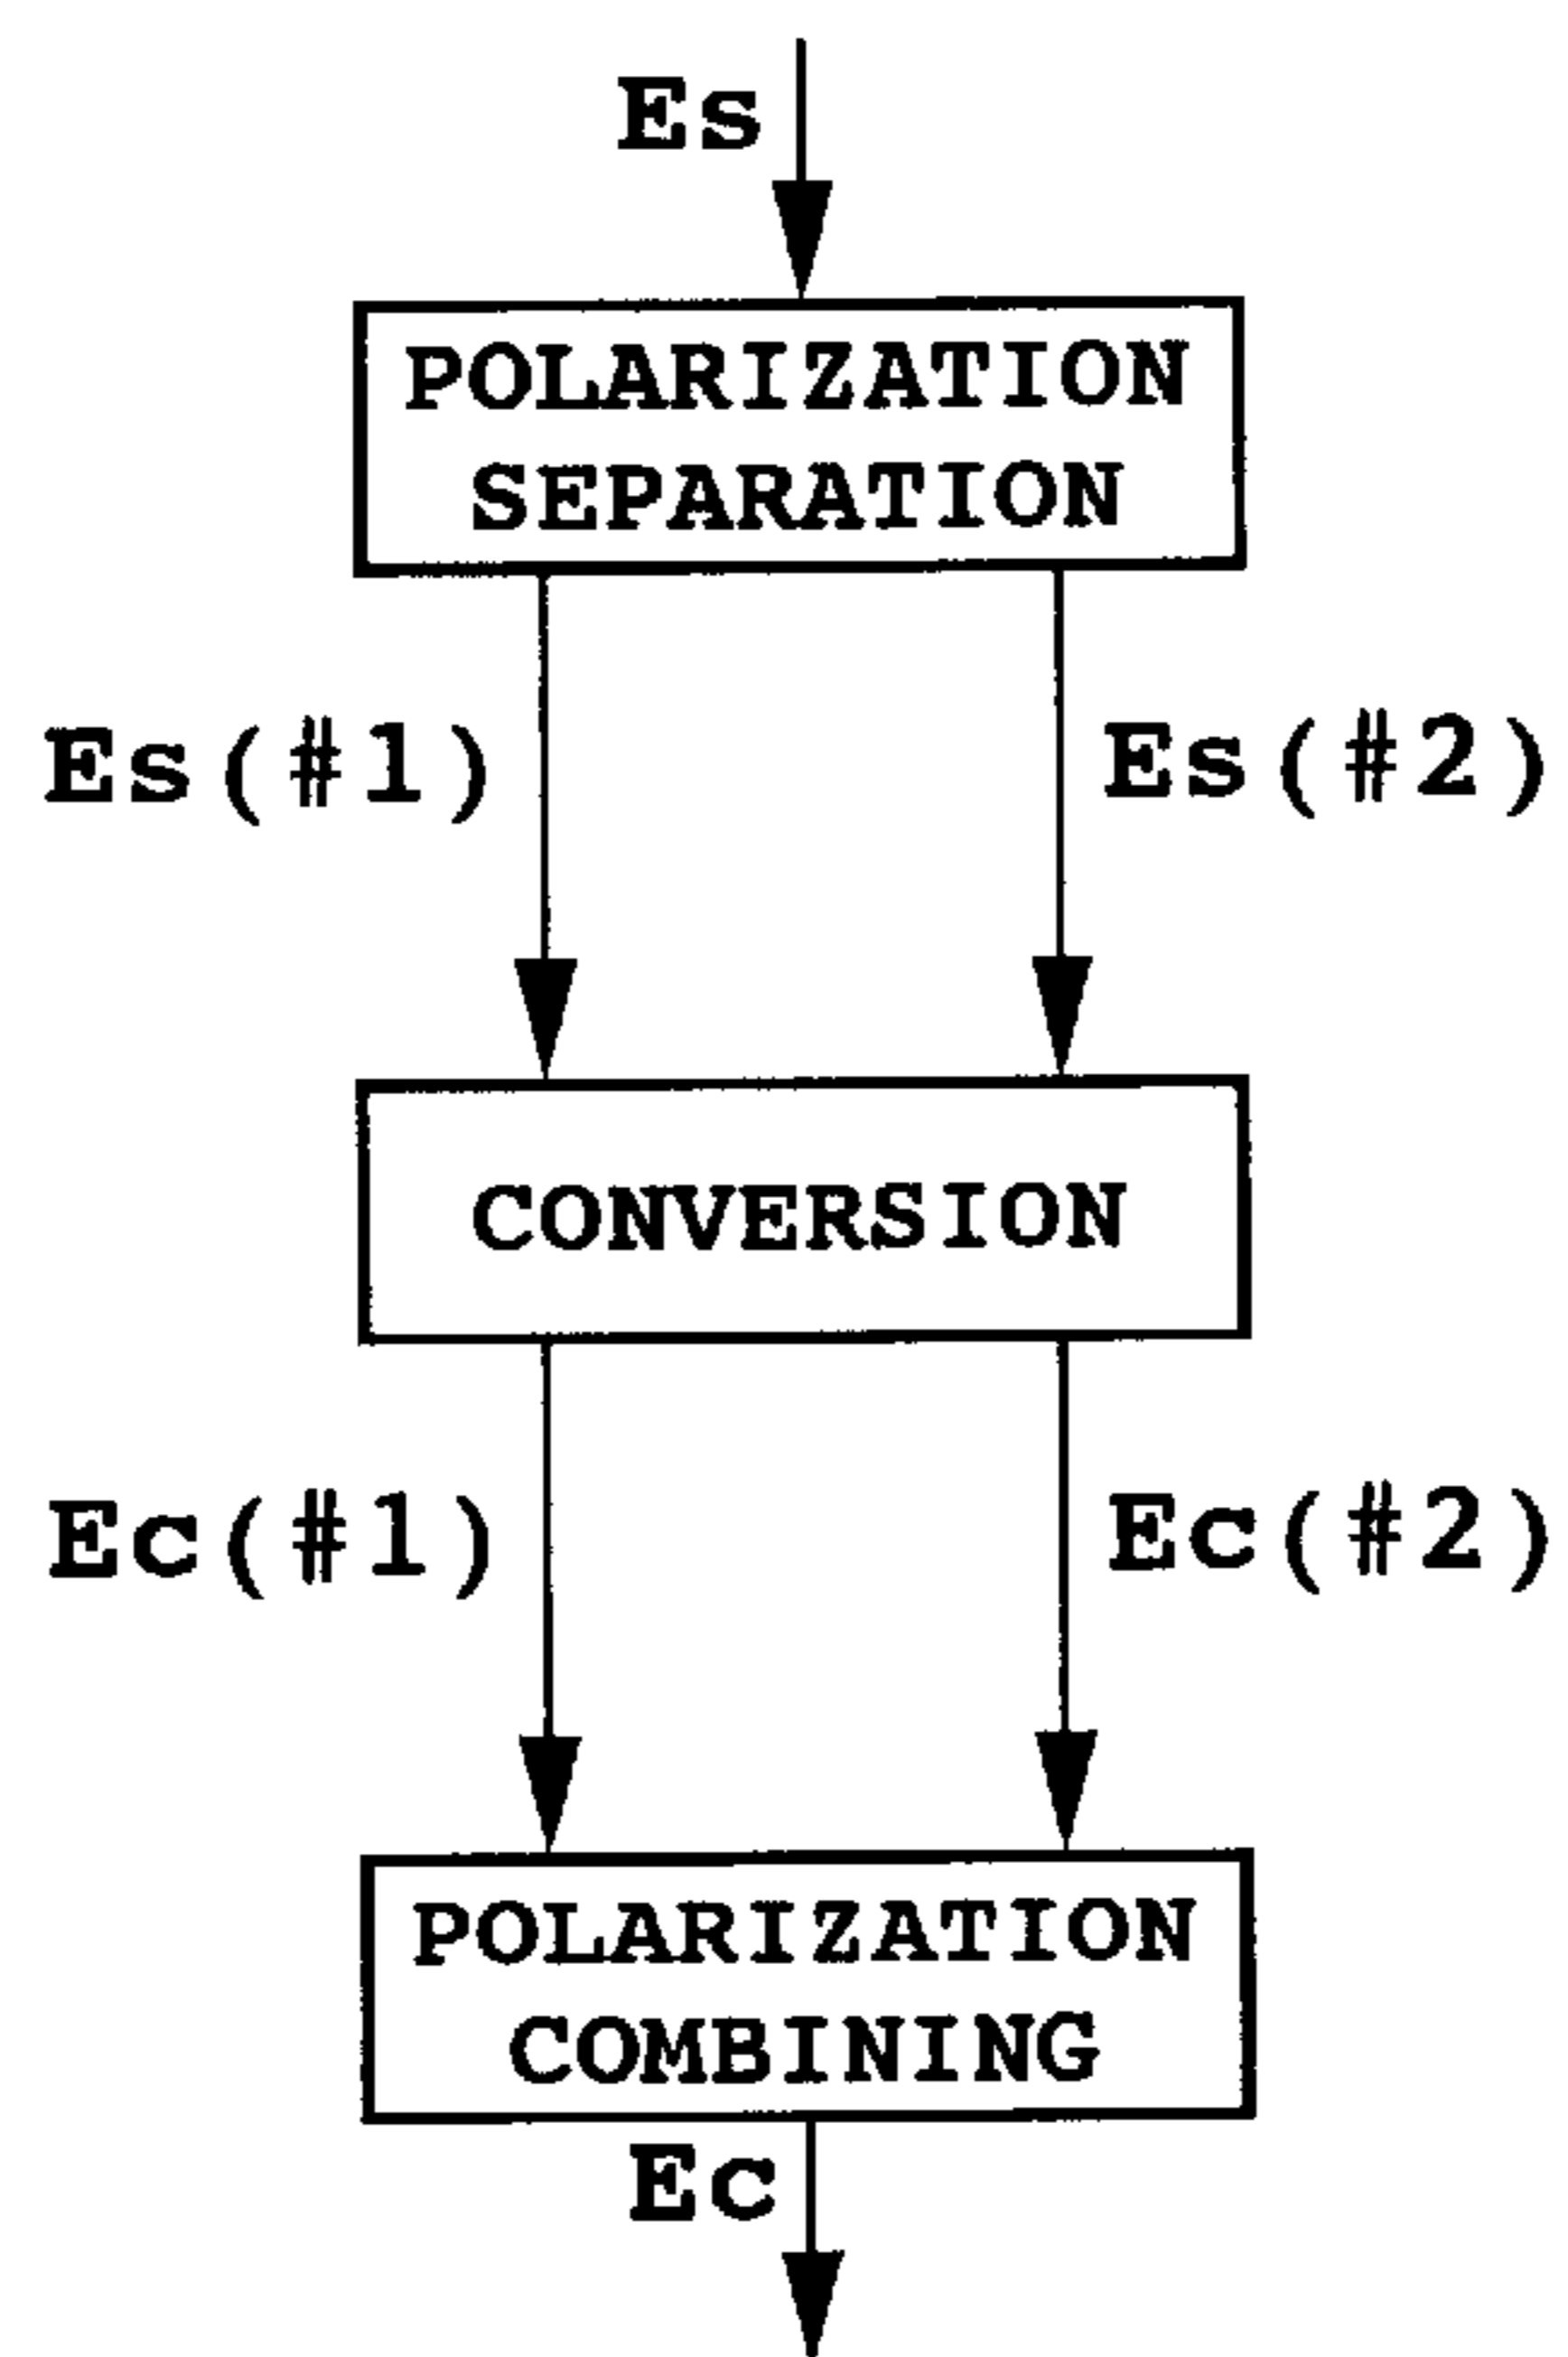 Es
POLARIZATION
SEPARATION
Es(#1)
Es(#2)
CONVERSION
Ec(#1)
Ec(#2)
POLARIZATION
COMBINING
Ec